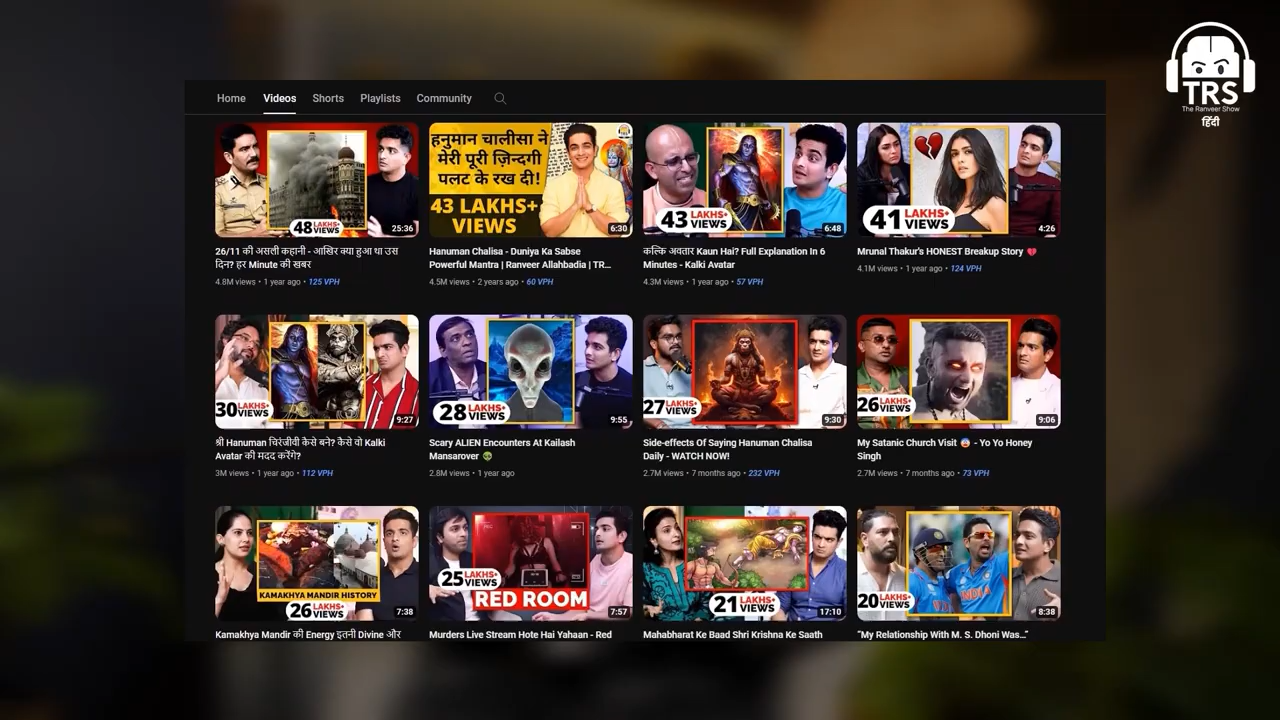 TRS
The Ranveer Show
हिंदी
Home
Videos
Shorts
Playlists
Community
48 LAKHS+ VIEWS
25:36
26/11 की असली कहानी - आखिर क्या हुआ था उस
दिन? हर Minute की खबर
4.8M views • 1 year ago • 125 VPH
हनुमान चालीसा ने
मेरी पूरी ज़िन्दगी
पलट के रख दी!
43 LAKHS+
VIEWS
6:30
Hanuman Chalisa - Duniya Ka Sabse
Powerful Mantra | Ranveer Allahbadia | TR...
4.5M views • 2 years ago • 60 VPH
43 LAKHS+ VIEWS
6:48
कल्कि अवतार Kaun Hai? Full Explanation In 6
Minutes - Kalki Avatar
4.3M views • 1 year ago • 57 VPH
41 LAKHS+ VIEWS
4:26
Mrunal Thakur's HONEST Breakup Story 💔
4.1M views • 1 year ago • 124 VPH
30 LAKHS+ VIEWS
9:27
श्री Hanuman चिरंजीवी कैसे बने? कैसे वो Kalki
Avatar की मदद करेंगे?
3M views • 1 year ago • 112 VPH
28 LAKHS+ VIEWS
9:55
Scary ALIEN Encounters At Kailash
Mansarovar 👽
2.8M views • 1 year ago
27 LAKHS+ VIEWS
9:30
Side-effects Of Saying Hanuman Chalisa
Daily - WATCH NOW!
2.7M views • 7 months ago • 232 VPH
26 LAKHS+ VIEWS
9:06
My Satanic Church Visit 😱 - Yo Yo Honey
Singh
2.7M views • 7 months ago • 73 VPH
KAMAKHYA MANDIR HISTORY
26 LAKHS+ VIEWS
7:38
Kamakhya Mandir की Energy इतनी Divine और
25 LAKHS+ VIEWS
RED ROOM
7:57
Murders Live Stream Hote Hai Yahaan - Red
21 LAKHS+ VIEWS
17:10
Mahabharat Ke Baad Shri Krishna Ke Saath
20 LAKHS+ VIEWS
INDIA
8:38
"My Relationship With M. S. Dhoni Was..."